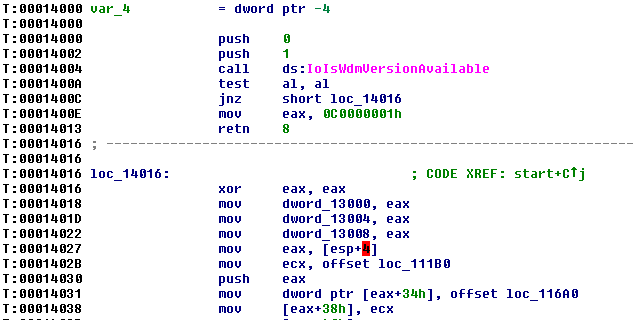 T:00014000 var_4 = dword ptr -4
T:00014000
T:00014000 push 0
T:00014002 push 1
T:00014004 call ds:IoIsWdmVersionAvailable
T:0001400A test al, al
T:0001400C jnz short loc_14016
T:0001400E mov eax, 0C0000001h
T:00014013 retn 8
T:00014016 ; ---------------------------------------------------------------------------
T:00014016
T:00014016 loc_14016: ; CODE XREF: start+C↑j
T:00014016 xor eax, eax
T:00014018 mov dword_13000, eax
T:0001401D mov dword_13004, eax
T:00014022 mov dword_13008, eax
T:00014027 mov eax, [esp+4]
T:0001402B mov ecx, offset loc_111B0
T:00014030 push eax
T:00014031 mov dword ptr [eax+34h], offset loc_116A0
T:00014038 mov [eax+38h], ecx